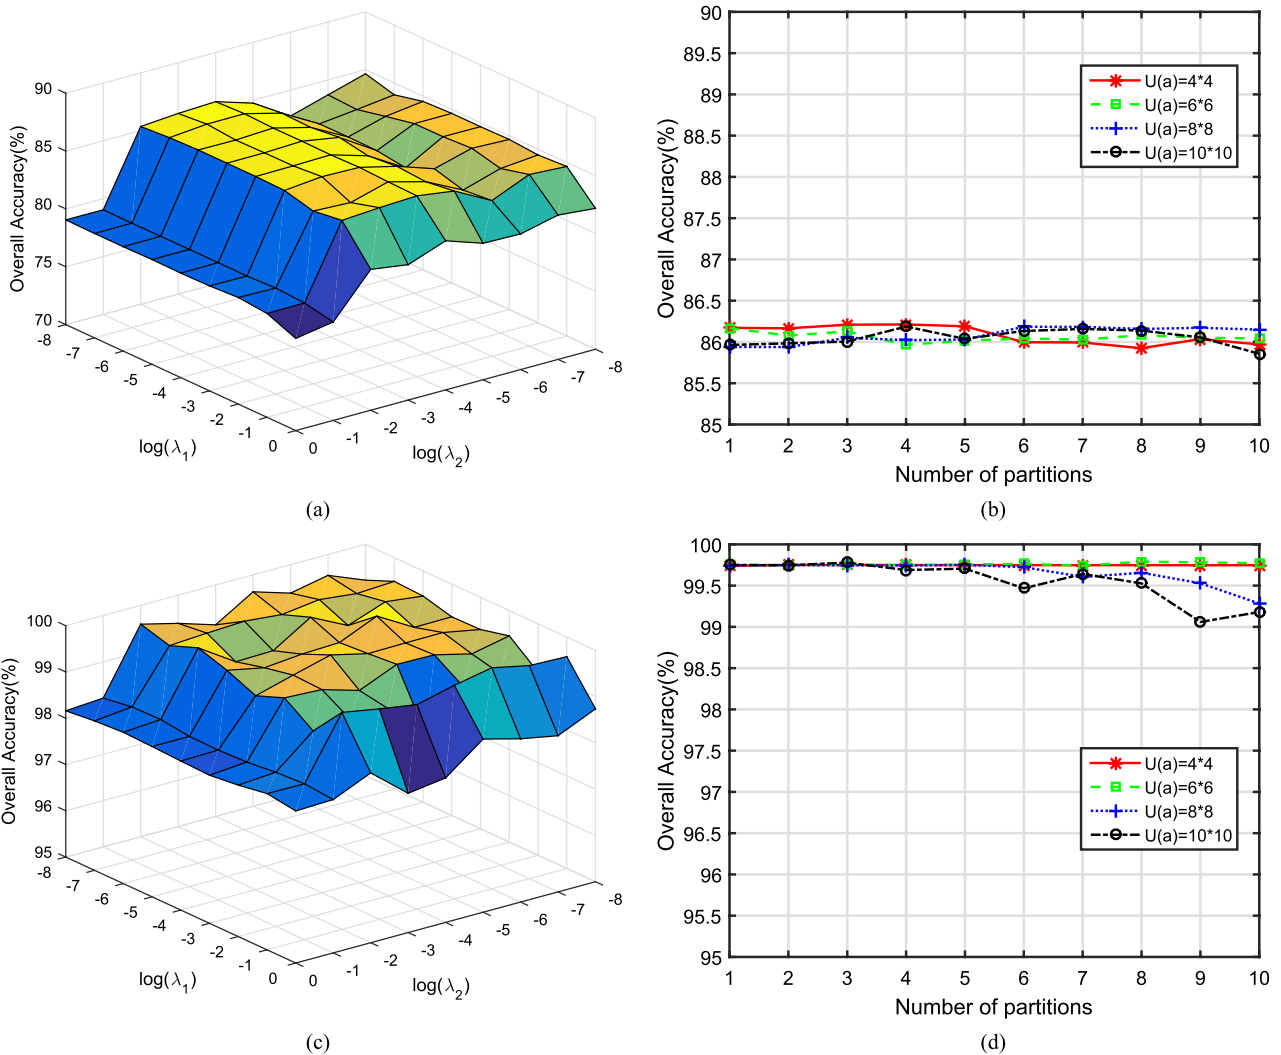 90
85
80
75
70
Overall Accuracy(%)
-8
-7
-6
-5
-4
-3
-2
-1
0
log(λ1)
0
-1
-2
-3
-4
-5
-6
-7
-8
log(λ2)
(a)
90
89.5
89
88.5
88
87.5
87
86.5
86
85.5
85
Overall Accuracy(%)
U(a)=4*4
U(a)=6*6
U(a)=8*8
U(a)=10*10
1 2 3 4 5 6 7 8 9 10
Number of partitions
(b)
100
99
98
97
96
95
Overall Accuracy(%)
-8
-7
-6
-5
-4
-3
-2
-1
0
log(λ1)
0
-1
-2
-3
-4
-5
-6
-7
-8
log(λ2)
(c)
100
99.5
99
98.5
98
97.5
97
96.5
96
95.5
95
Overall Accuracy(%)
U(a)=4*4
U(a)=6*6
U(a)=8*8
U(a)=10*10
1 2 3 4 5 6 7 8 9 10
Number of partitions
(d)